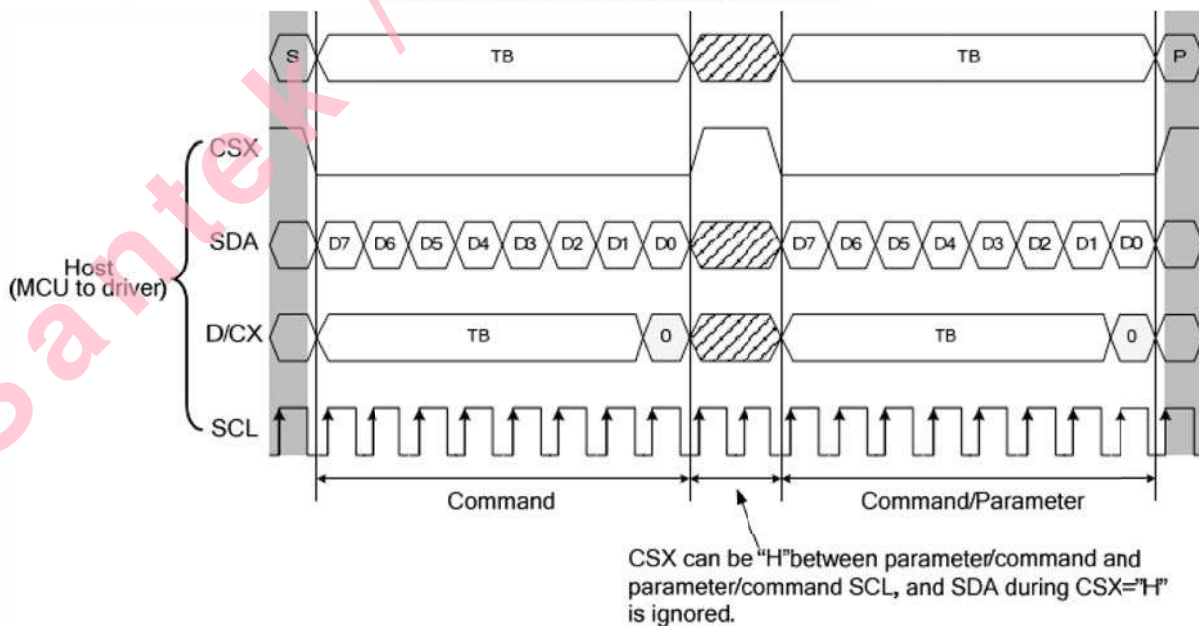 S TB TB P
CSX
SDA D7 D6 D5 D4 D3 D2 D1 D0 D7 D6 D5 D4 D3 D2 D1 D0
Host
(MCU to driver)
D/CX TB 0 TB 0
SCL
Command Command/Parameter
CSX can be “H”between parameter/command and
parameter/command SCL, and SDA during CSX=”H”
is ignored.
santek /